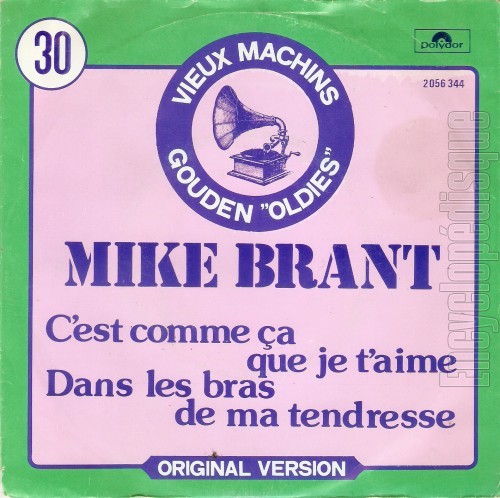 30
VIEUX MACHINS
GOUDEN "OLDIES"
polydor
2056 344
MIKE BRANT
C'est comme ça
que je t'aime
Dans les bras
de ma tendresse
ORIGINAL VERSION
Encyclopédisque